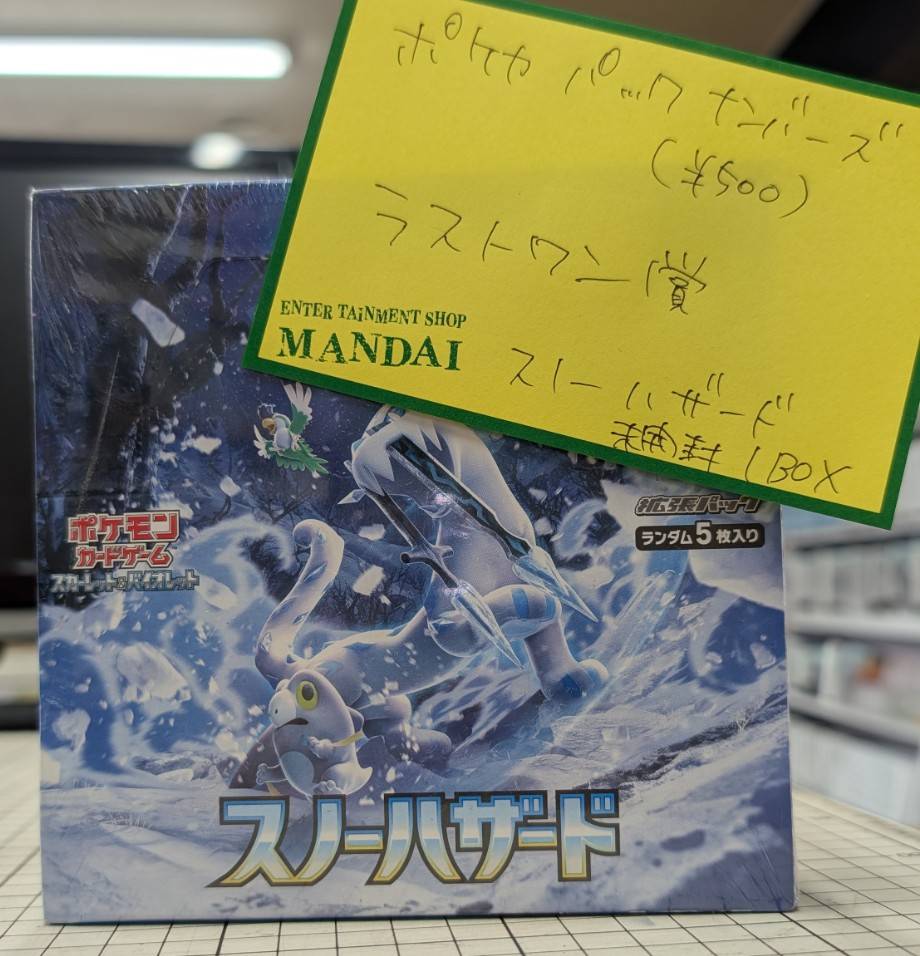 ポケカ パック ナンバーズ
(¥500)
ラストワン賞
ENTER TAiNMENT SHOP
MANDAI
スノーハザード
未開封 1BOX
拡張パック
ランダム5枚入り
ポケモン
カードゲーム
スカーレット&バイオレット
スノーハザード